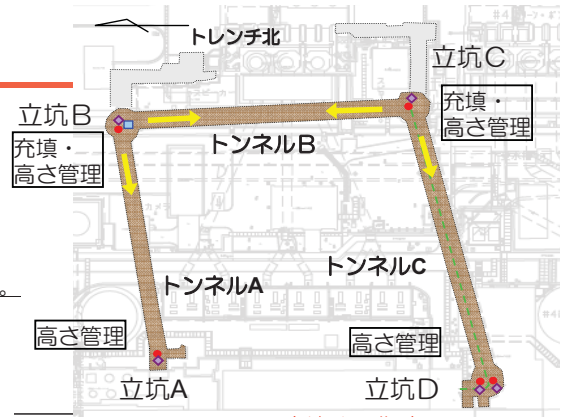 トレンチ北
立坑C
立坑B
充填・
高さ管理
充填・
高さ管理
トンネルB
トンネルA
トンネルC
。
高さ管理
高さ管理
立坑A
立坑D